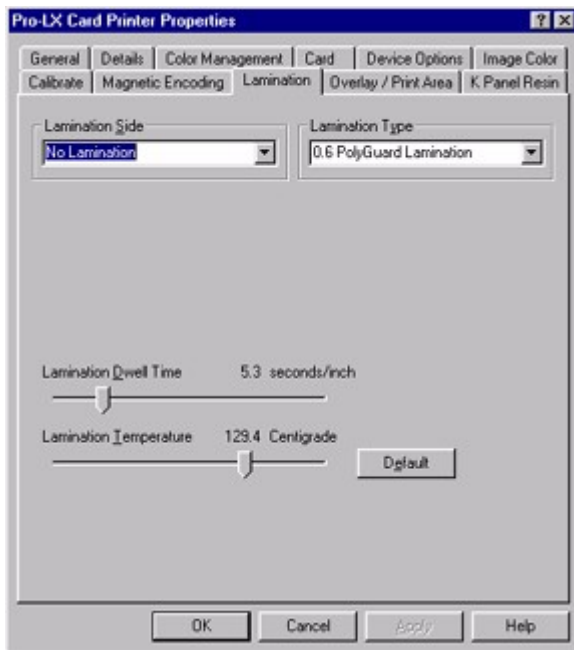 Pro-LX Card Printer Properties
General Details Color Management Card Device Options Image Color
Calibrate Magnetic Encoding Lamination Overlay / Print Area K Panel Resin
Lamination Side Lamination Type
No Lamination 0.6 PolyGuard Lamination
Lamination Dwell Time 5.3 seconds/inch
Lamination Temperature 129.4 Centigrade
Default
OK Cancel Apply Help